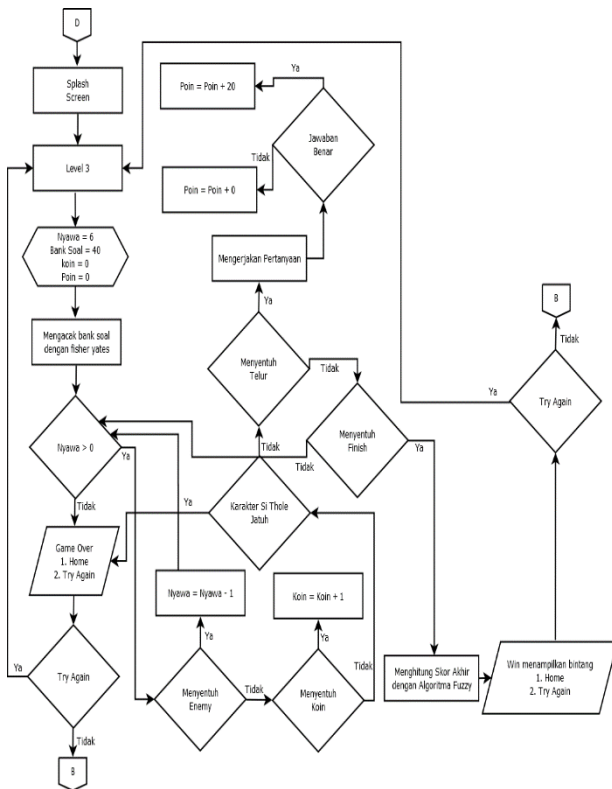 D
Splash
Screen
Level 3
Nyawa = 6
Bank Soal = 40
koin = 0
Poin = 0
Mengacak bank soal
dengan fisher yates
Nyawa > 0
Ya
Tidak
Game Over
1. Home
2. Try Again
Try Again
Ya
Tidak
B
Poin = Poin + 20
Ya
Jawaban
Benar
Tidak
Poin = Poin + 0
Mengerjakan Pertanyaan
Ya
Menyentuh
Telur
Tidak
Menyentuh
Finish
Tidak
Ya
Tidak
Karakter Si Thole
Jatuh
Ya
Nyawa = Nyawa - 1
Ya
Menyentuh
Enemy
Tidak
Koin = Koin + 1
Ya
Menyentuh
Koin
Tidak
Menghitung Skor Akhir
dengan Algoritma Fuzzy
Win menampilkan bintang
1. Home
2. Try Again
Try Again
Ya
Tidak
B